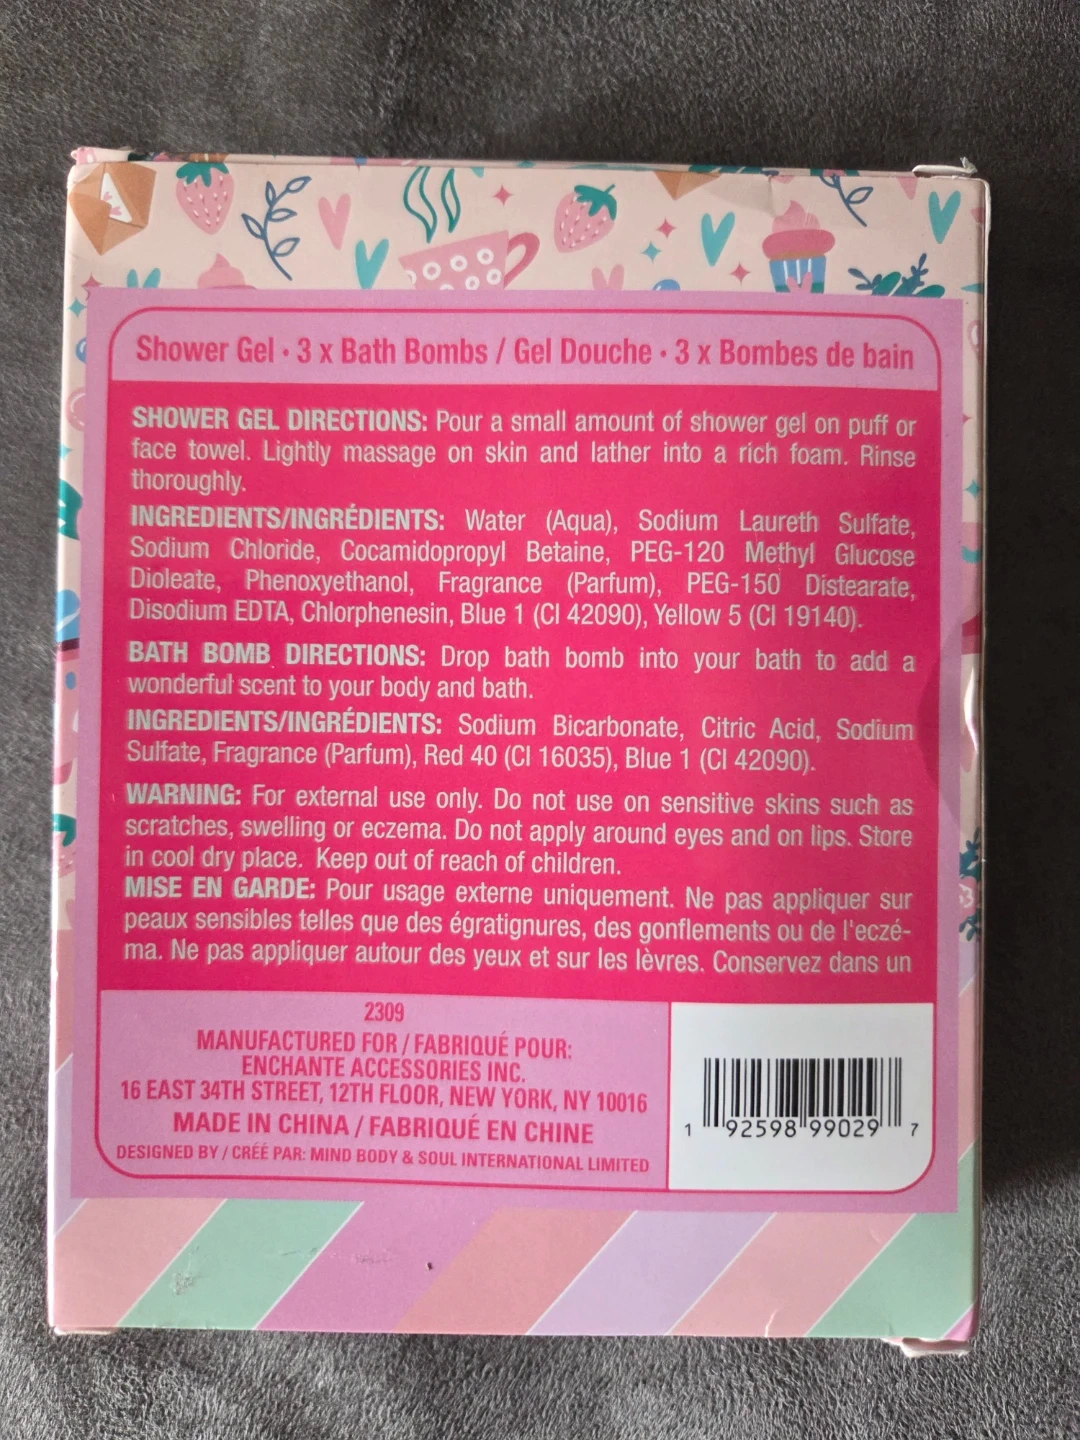 Shower Gel • 3 x Bath Bombs / Gel Douche • 3 x Bombes de bain
SHOWER GEL DIRECTIONS: Pour a small amount of shower gel on puff or
face towel. Lightly massage on skin and lather into a rich foam. Rinse
thoroughly.
INGREDIENTS/INGRÉDIENTS: Water (Aqua), Sodium Laureth Sulfate,
Sodium Chloride, Cocamidopropyl Betaine, PEG-120 Methyl Glucose
Dioleate, Phenoxyethanol, Fragrance (Parfum), PEG-150 Distearate,
Disodium EDTA, Chlorphenesin, Blue 1 (CI 42090), Yellow 5 (CI 19140).
BATH BOMB DIRECTIONS: Drop bath bomb into your bath to add a
wonderful scent to your body and bath.
INGREDIENTS/INGRÉDIENTS: Sodium Bicarbonate, Citric Acid, Sodium
Sulfate, Fragrance (Parfum), Red 40 (CI 16035), Blue 1 (CI 42090).
WARNING: For external use only. Do not use on sensitive skins such as
scratches, swelling or eczema. Do not apply around eyes and on lips. Store
in cool dry place. Keep out of reach of children.
MISE EN GARDE: Pour usage externe uniquement. Ne pas appliquer sur
peaux sensibles telles que des égratignures, des gonflements ou de l'eczé-
ma. Ne pas appliquer autour des yeux et sur les lèvres. Conservez dans un
2309
MANUFACTURED FOR / FABRIQUÉ POUR:
ENCHANTE ACCESSORIES INC.
16 EAST 34TH STREET, 12TH FLOOR, NEW YORK, NY 10016
MADE IN CHINA / FABRIQUÉ EN CHINE
DESIGNED BY / CRÉÉ PAR: MIND BODY & SOUL INTERNATIONAL LIMITED
1 92598 99029 7